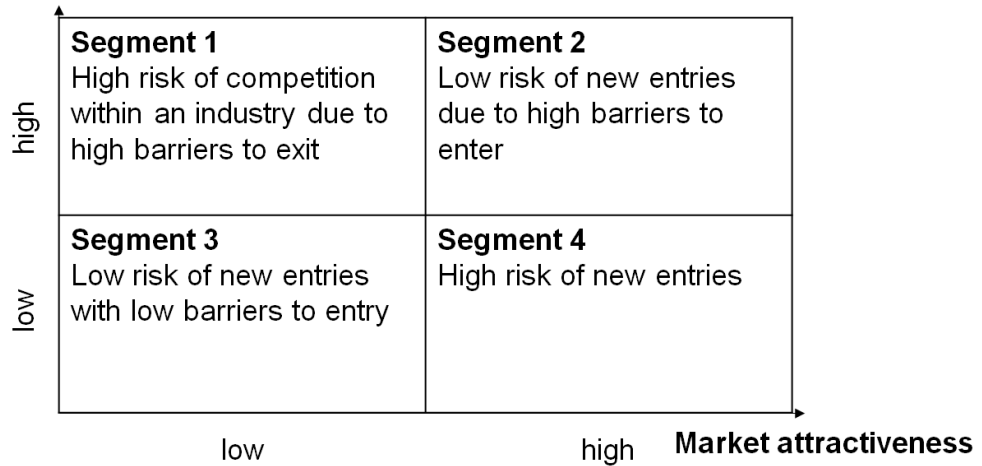 Segment 1
High risk of competition
within an industry due to
high barriers to exit
Segment 2
Low risk of new entries
due to high barriers to
enter
high
Segment 3
Low risk of new entries
with low barriers to entry
Segment 4
High risk of new entries
low
low
high
Market attractiveness